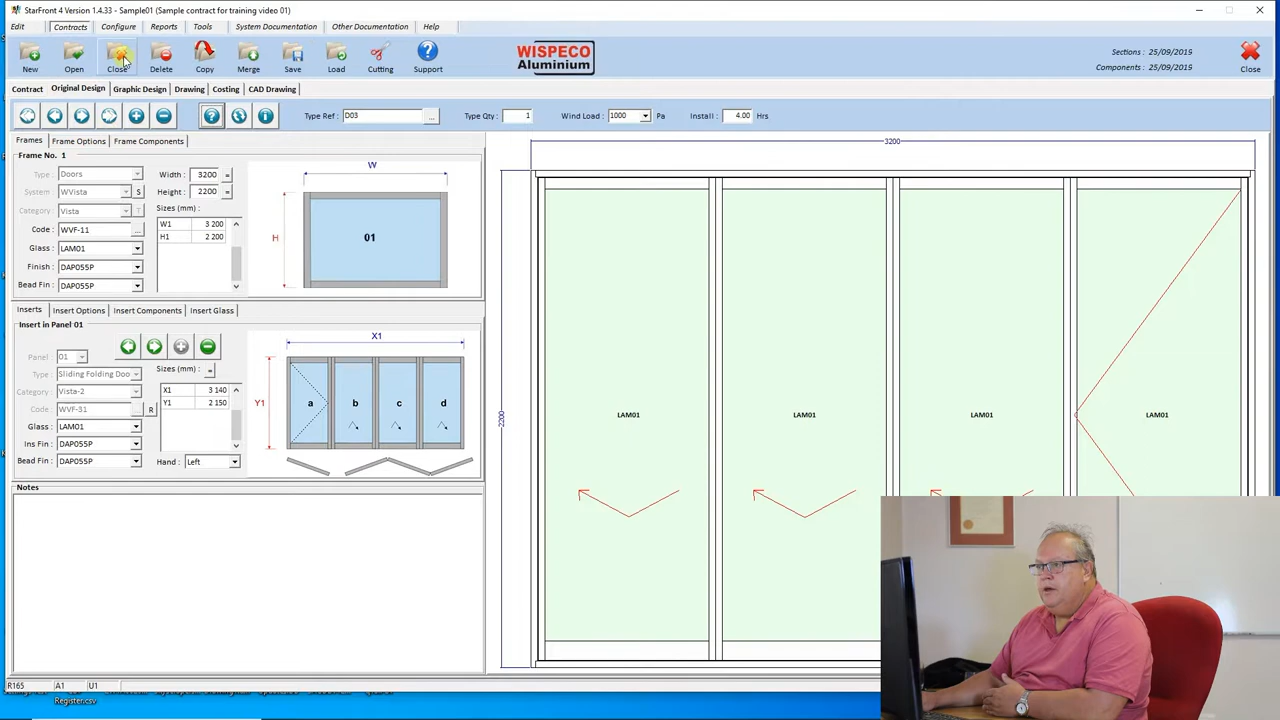 StarFront 4 Version 1.4.33 - Sample01 (Sample contract for training video 01)
Edit Contracts Configure Reports Tools System Documentation Other Documentation Help
New Open Close Delete Copy Merge Save Load Cutting Support
WISPECO
Aluminium
Sections : 25/09/2019
Components : 25/09/2019
Close
Contract Original Design Graphic Design Drawing Costing CAD Drawing
Type Ref : D03 ... Type Qty : 1 Wind Load : 1000 Pa Install : 4.00 Hrs
Frames Frame Options Frame Components
Frame No. 1
Type : Doors
System : WVista S
Category : Vista T
Code : WVF-11 ...
Glass : LAM01
Finish : DAP055P
Bead Fin : DAP055P
Width : 3200 =
Height : 2200 =
Sizes (mm) :
W1 3 200
H1 2 200
W
H
01
Inserts Insert Options Insert Components Insert Glass
Insert in Panel 01
Panel : 01
Type : Sliding Folding Doo
Category : Vista-2
Code : WVF-31 R
Glass : LAM01
Ins Fin : DAP055P
Bead Fin : DAP055P
Sizes (mm) : =
X1 3 140
Y1 2 150
Hand : Left
X1
Y1
a b c d
Notes
3200
2200
LAM01 LAM01 LAM01 LAM01
R165 A1 U1
Register.csv